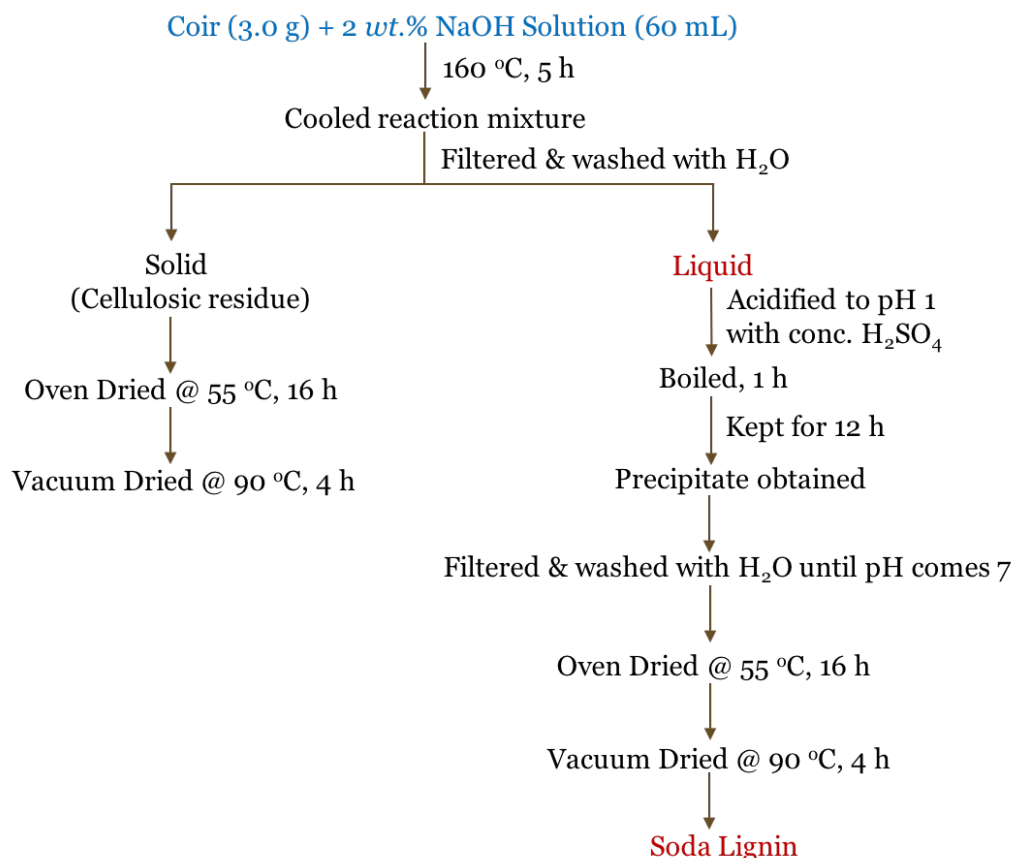 Coir (3.0 g) + 2 wt.% NaOH Solution (60 mL)
160 °C, 5 h
Cooled reaction mixture
Filtered & washed with H₂O
Solid
(Cellulosic residue)
Oven Dried @ 55 °C, 16 h
Vacuum Dried @ 90 °C, 4 h
Liquid
Acidified to pH 1
with conc. H₂SO₄
Boiled, 1 h
Kept for 12 h
Precipitate obtained
Filtered & washed with H₂O until pH comes 7
Oven Dried @ 55 °C, 16 h
Vacuum Dried @ 90 °C, 4 h
Soda Lignin